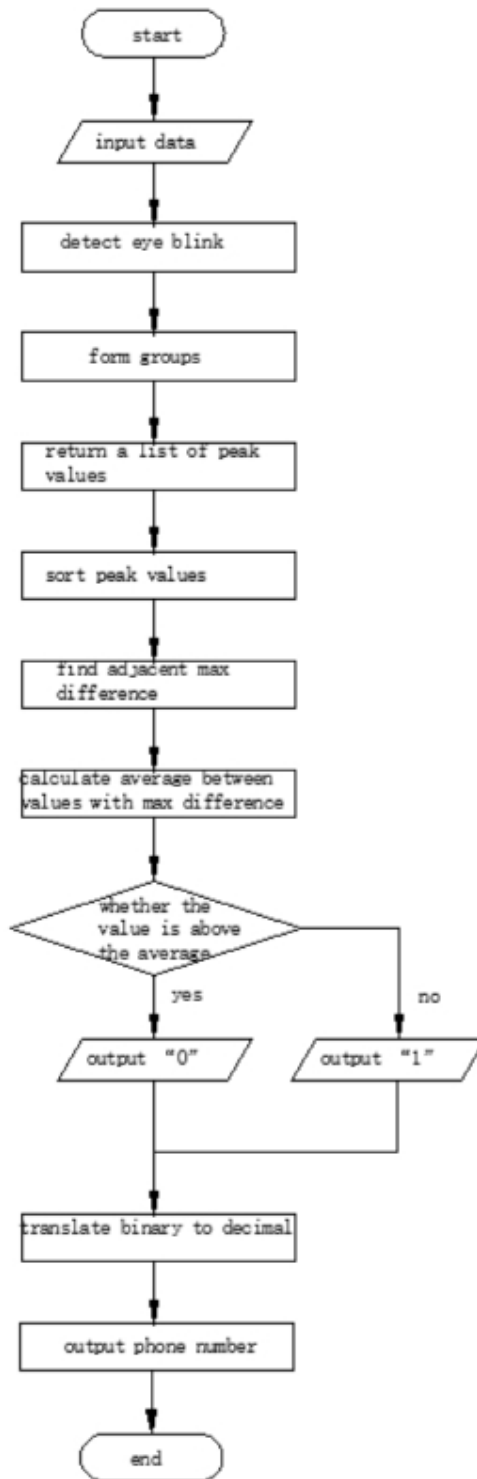 start
input data
detect eye blink
form groups
return a list of peak
values
sort peak values
find adjacent max
difference
calculate average between
values with max difference
whether the
value is above
the average
yes
no
output “0”
output “1”
translate binary to decimal
output phone number
end